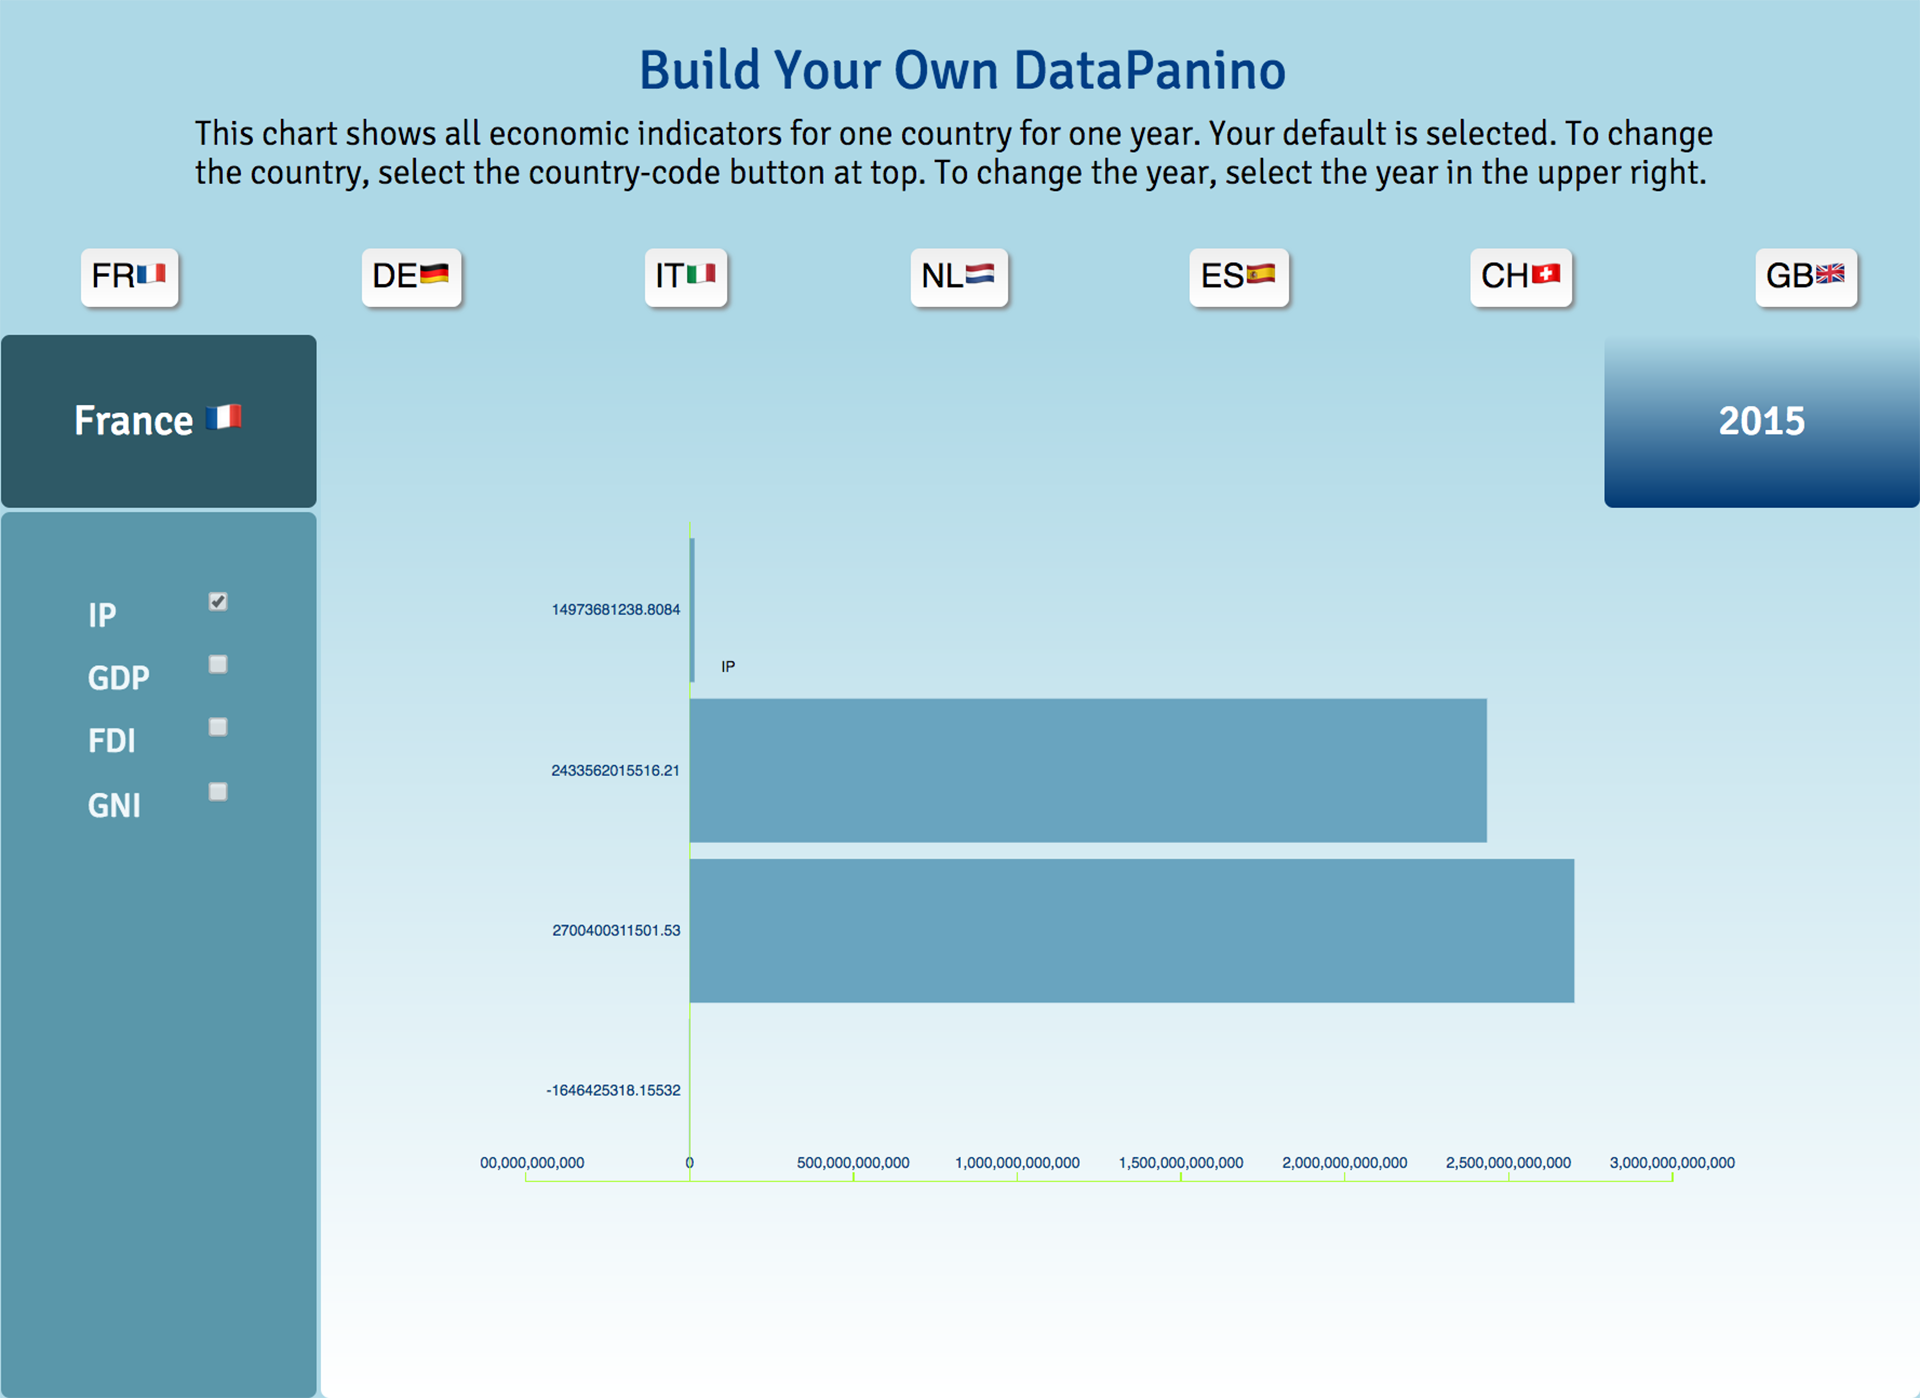 Build Your Own DataPanino
This chart shows all economic indicators for one country for one year. Your default is selected. To change
the country, select the country-code button at top. To change the year, select the year in the upper right.
FR DE IT NL ES CH GB
France
2015
IP
GDP
FDI
GNI
14973681238.8084
IP
2433562015516.21
2700400311501.53
-1646425318.15532
00,000,000,000 0 500,000,000,000 1,000,000,000,000 1,500,000,000,000 2,000,000,000,000 2,500,000,000,000 3,000,000,000,000